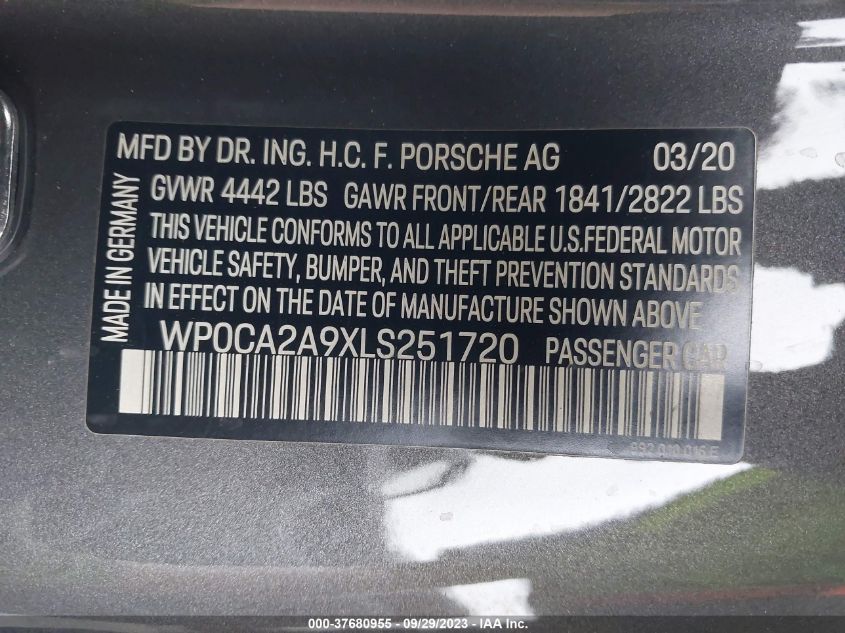 MFD BY DR. ING. H.C. F. PORSCHE AG 03/20
GVWR 4442 LBS GAWR FRONT/REAR 1841/2822 LBS
THIS VEHICLE CONFORMS TO ALL APPLICABLE U.S.FEDERAL MOTOR
VEHICLE SAFETY, BUMPER, AND THEFT PREVENTION STANDARDS
IN EFFECT ON THE DATE OF MANUFACTURE SHOWN ABOVE
MADE IN GERMANY
WP0CA2A9XLS251720 PASSENGER CAR
000-37680955 - 09/29/2023 - IAA Inc.